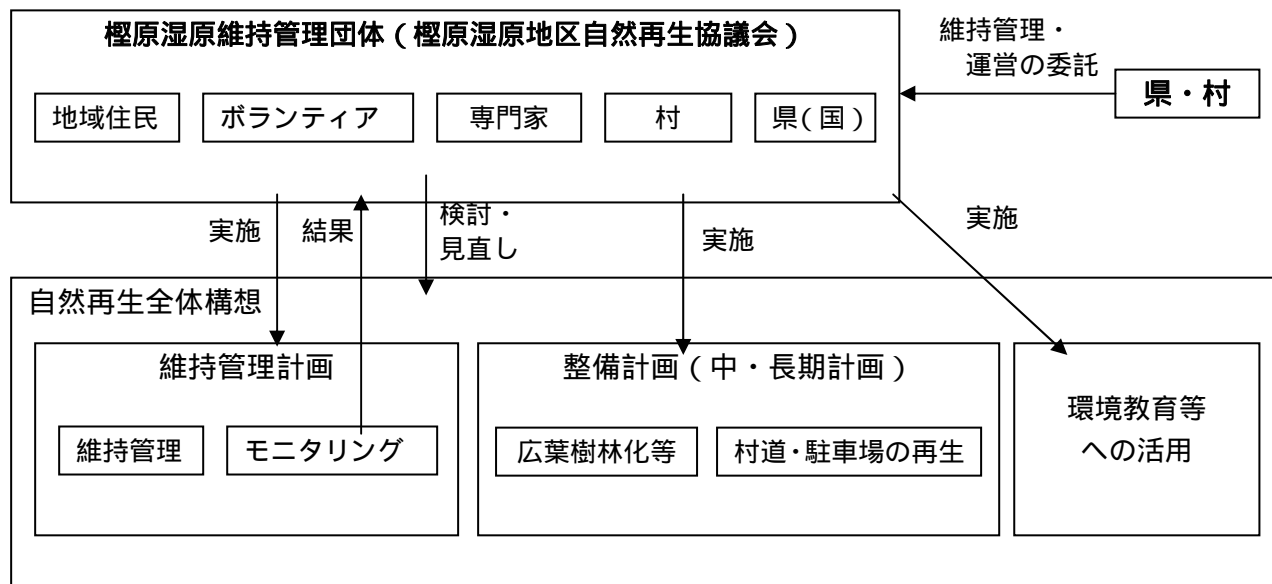 樫原湿原維持管理団体（樫原湿原地区自然再生協議会）
維持管理・
運営の委託
県・村
地域住民
ボランティア
専門家
村
県(国)
実施
結果
検討・
見直し
実施
実施
自然再生全体構想
維持管理計画
維持管理
モニタリング
整備計画（中・長期計画）
広葉樹林化等
村道・駐車場の再生
環境教育等
への活用